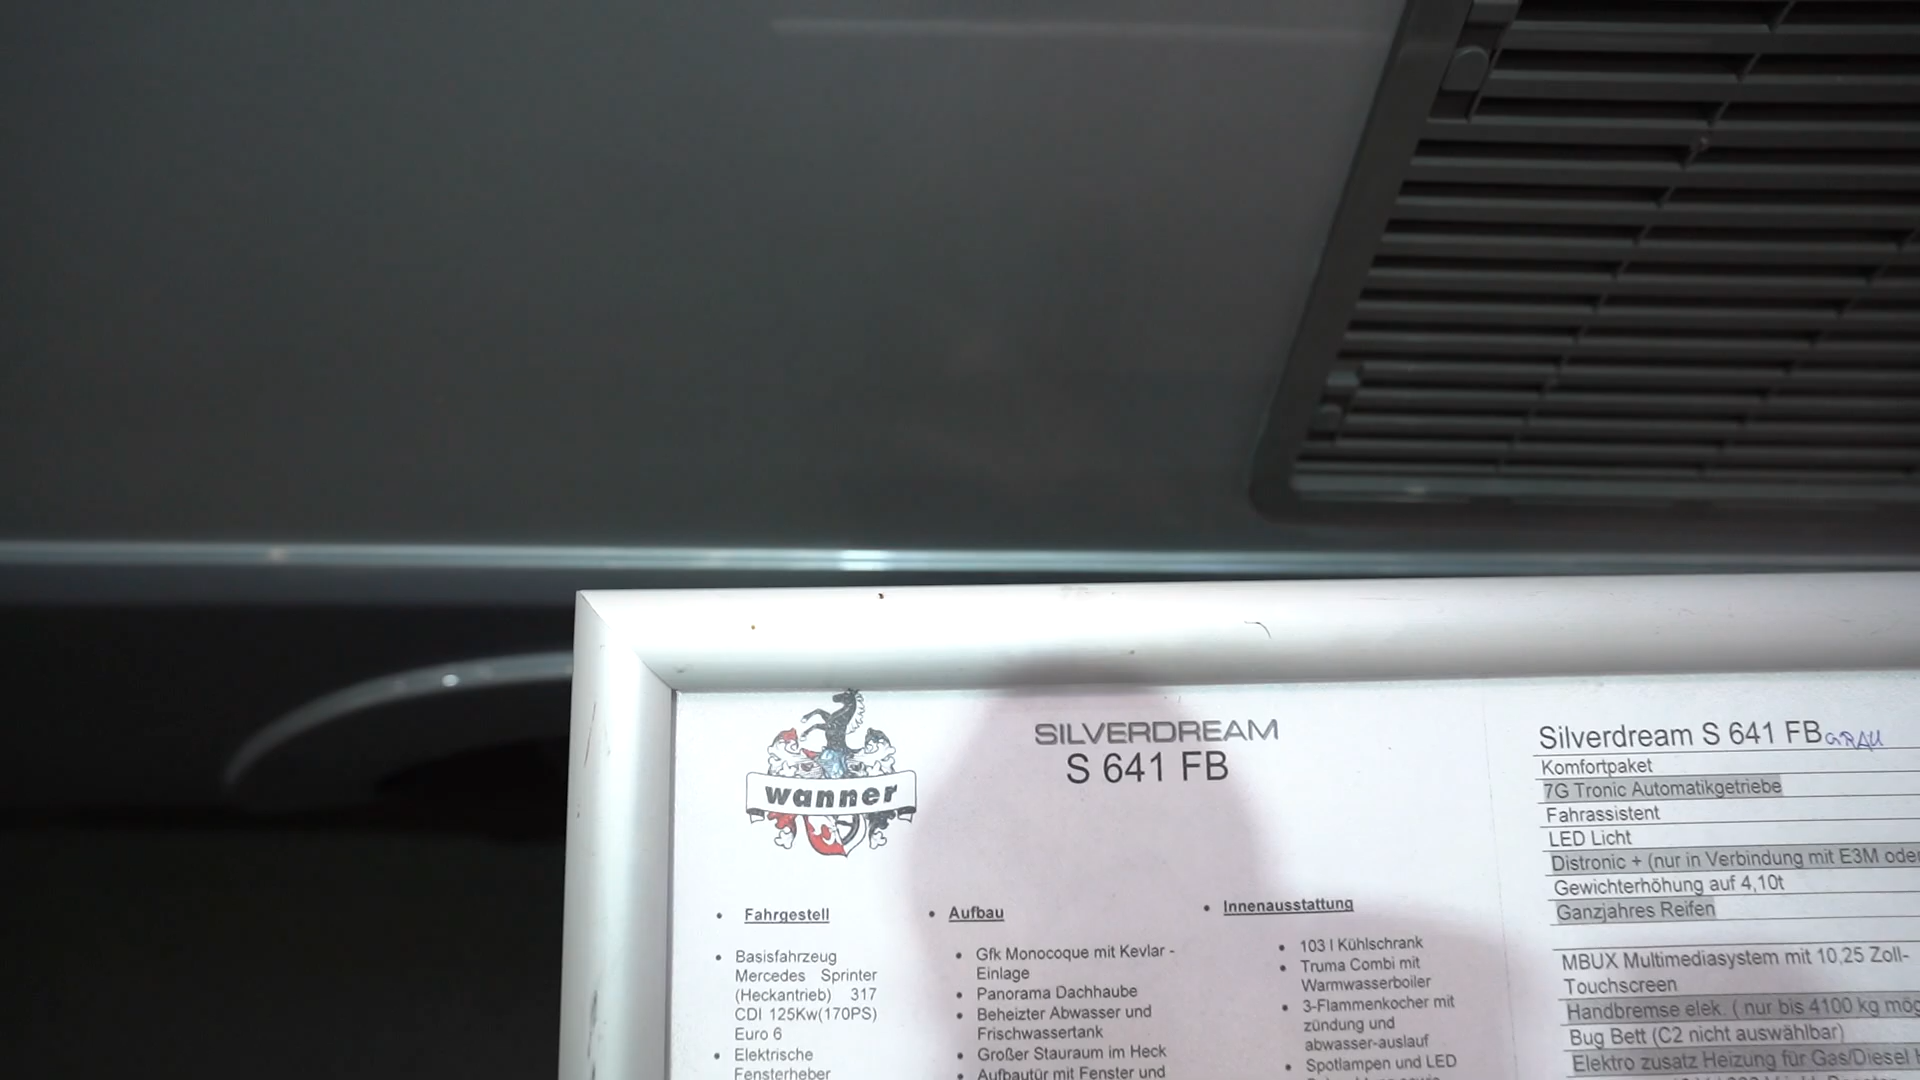 wanner
SILVERDREAM
S 641 FB
Fahrgestell
Basisfahrzeug
Mercedes Sprinter
(Heckantrieb) 317
CDI 125Kw(170PS)
Euro 6
Elektrische
Fensterheber
Aufbau
Gfk Monocoque mit Kevlar -
Einlage
Panorama Dachhaube
Beheizter Abwasser und
Frischwassertank
Großer Stauraum im Heck
Aufbautür mit Fenster und
Innenausstattung
103 l Kühlschrank
Truma Combi mit
Warmwasserboiler
3-Flammenkocher mit
zündung und
abwasser-auslauf
Spotlampen und LED
Silverdream S 641 FB GRAU
Komfortpaket
7G Tronic Automatikgetriebe
Fahrassistent
LED Licht
Distronic + (nur in Verbindung mit E3M oder
Gewichterhöhung auf 4,10t
Ganzjahres Reifen
MBUX Multimediasystem mit 10,25 Zoll-
Touchscreen
Handbremse elek. ( nur bis 4100 kg mög
Bug Bett (C2 nicht auswählbar)
Elektro zusatz Heizung für Gas/Diesel